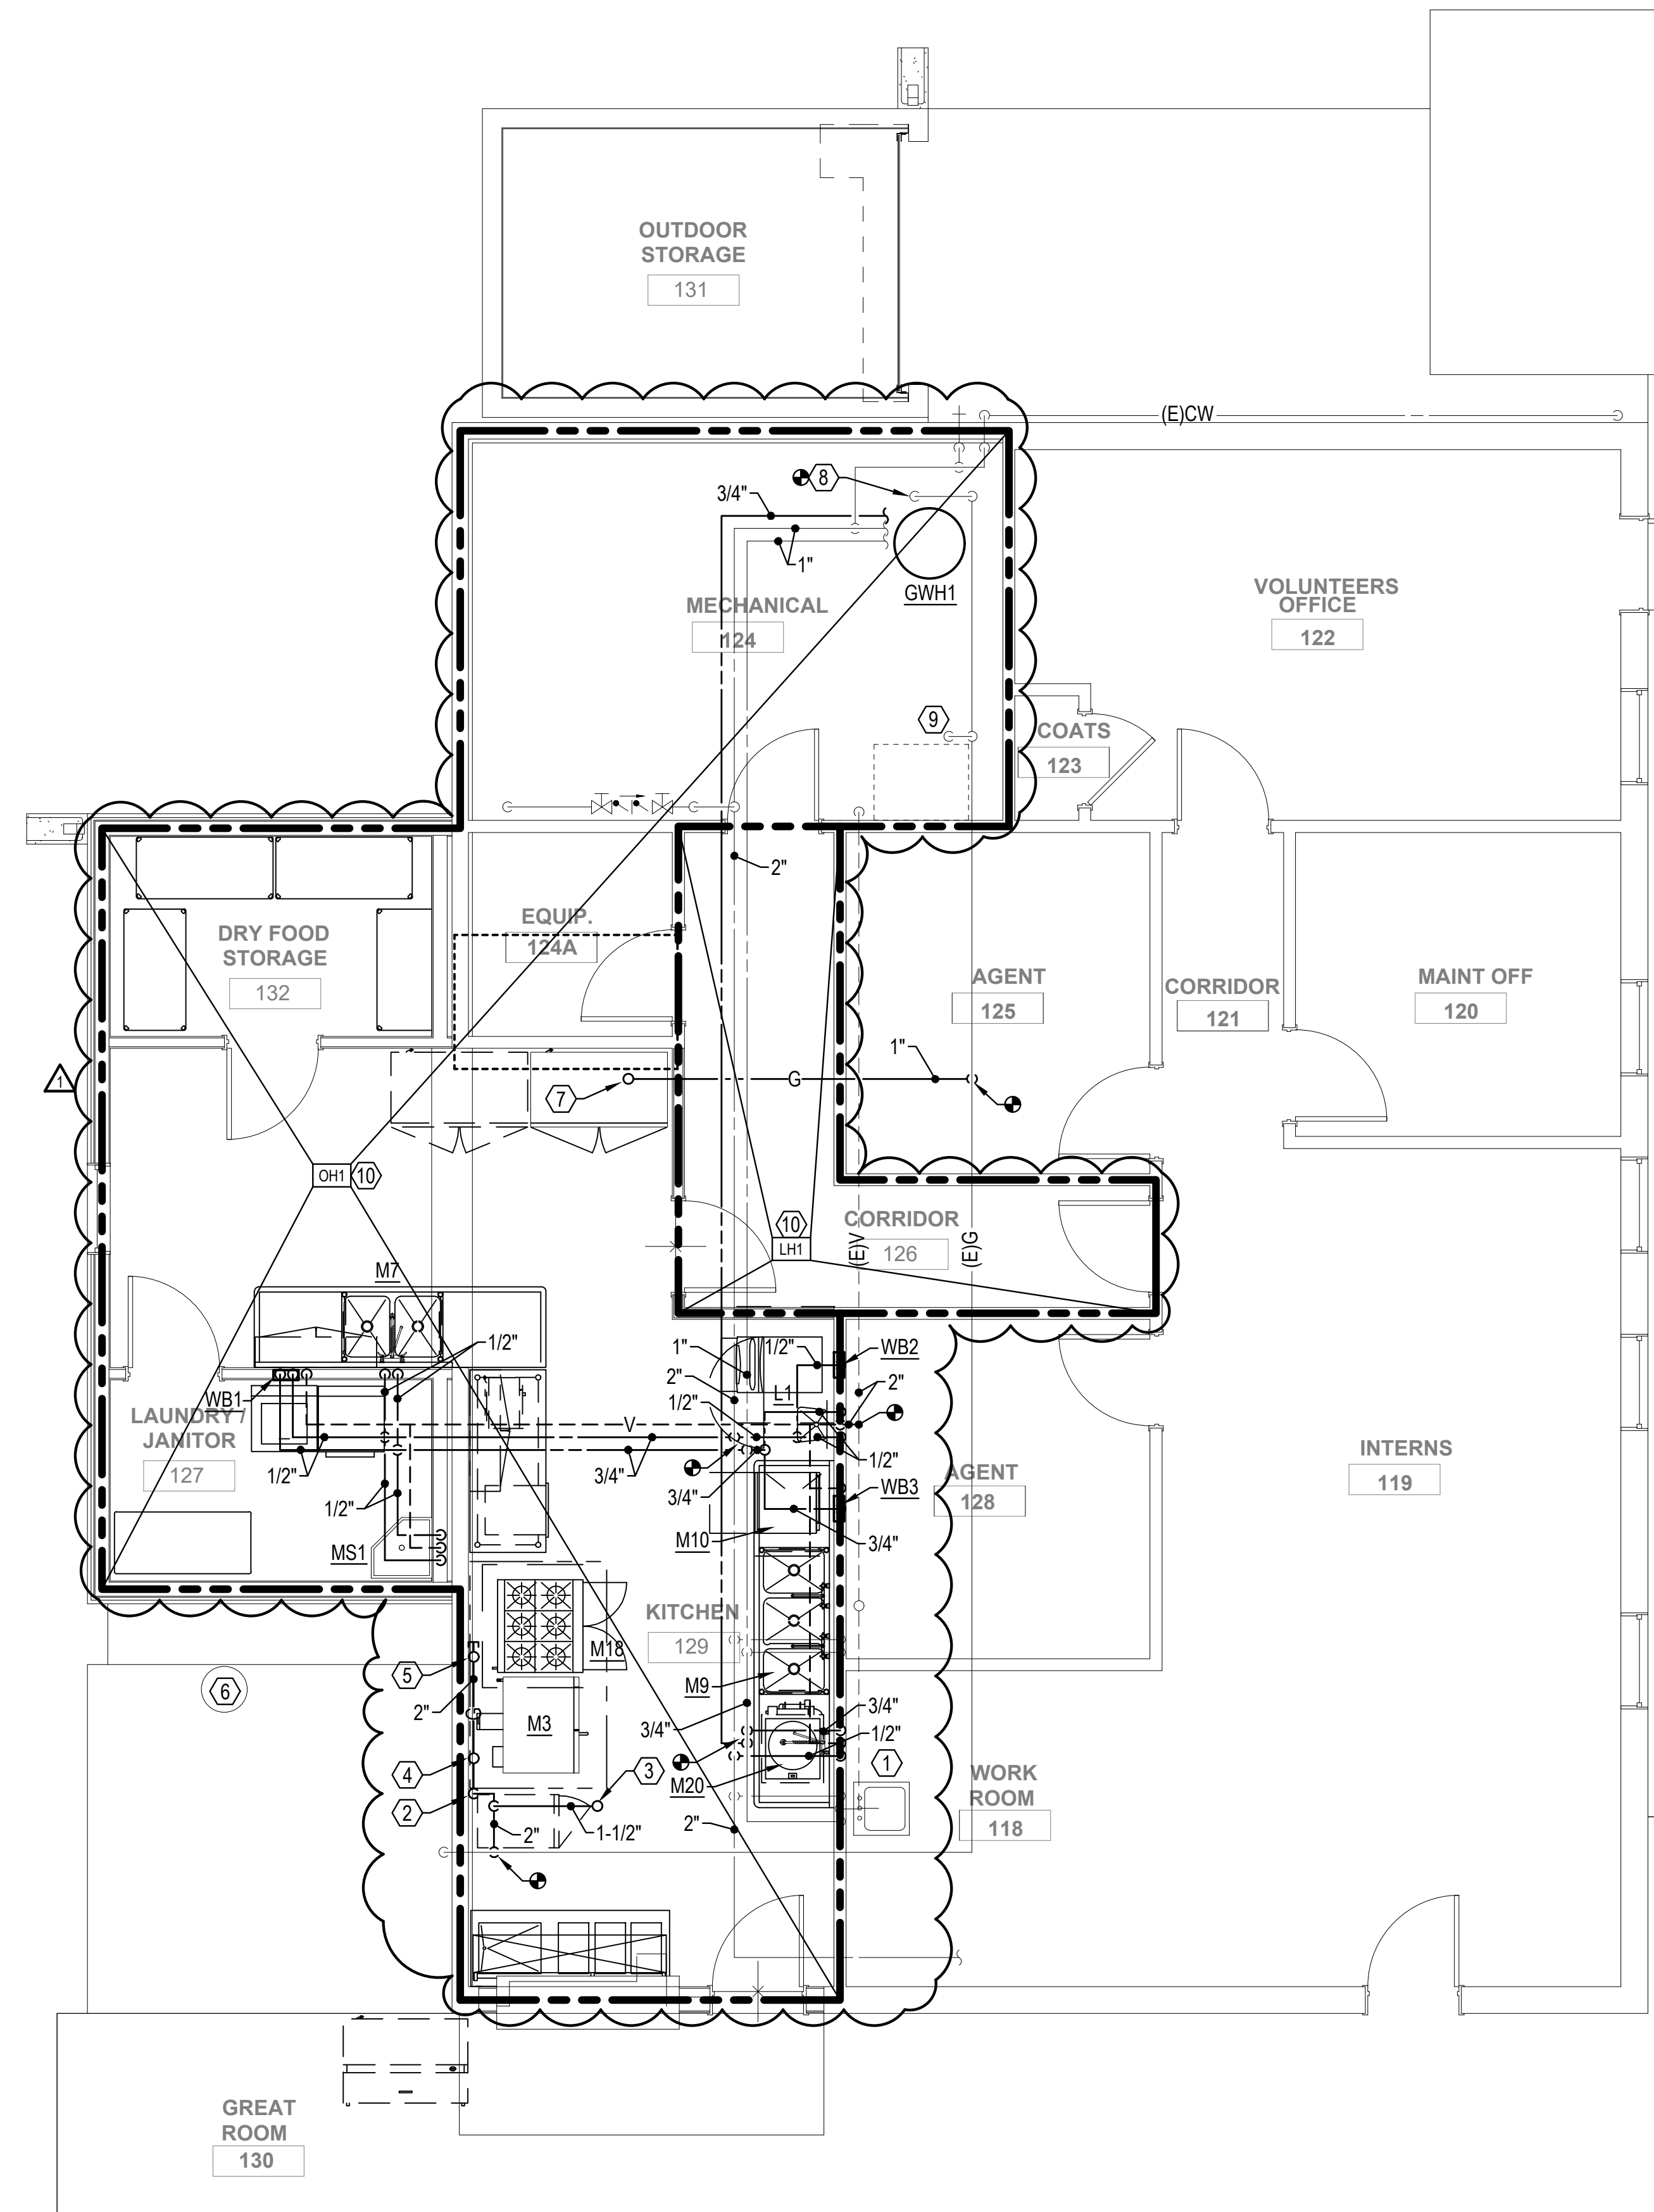 OUTDOOR
STORAGE
131
(E)CW
8
3/4"
1"
GWH1
MECHANICAL
124
VOLUNTEERS
OFFICE
122
9
COATS
123
2"
EQUIP.
124A
DRY FOOD
STORAGE
132
AGENT
125
CORRIDOR
121
MAINT OFF
120
1
1"
G
7
OH1
10
10
LH1
CORRIDOR
126
(E)V
(E)G
M7
1/2"
1"
1/2"
WB2
2"
2"
L1
WB1
1/2"
LAUNDRY /
JANITOR
127
V
1/2"
3/4"
1/2"
3/4"
1/2"
INTERNS
119
AGENT
128
WB3
MS1
M10
3/4"
KITCHEN
129
M18
5
6
2"
G
M9
M3
3/4"
3/4"
1/2"
4
3
M20
1
2
2"
1-1/2"
2"
WORK
ROOM
118
GREAT
ROOM
130